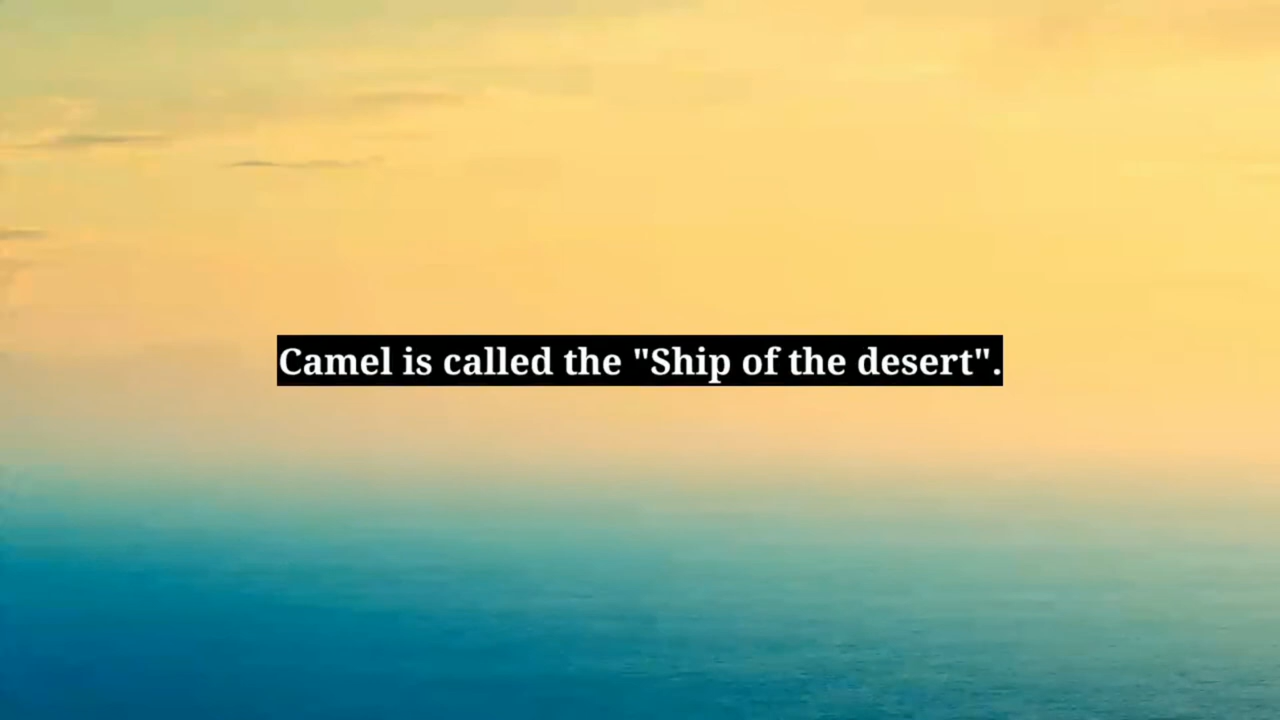 Camel is called the "Ship of the desert".